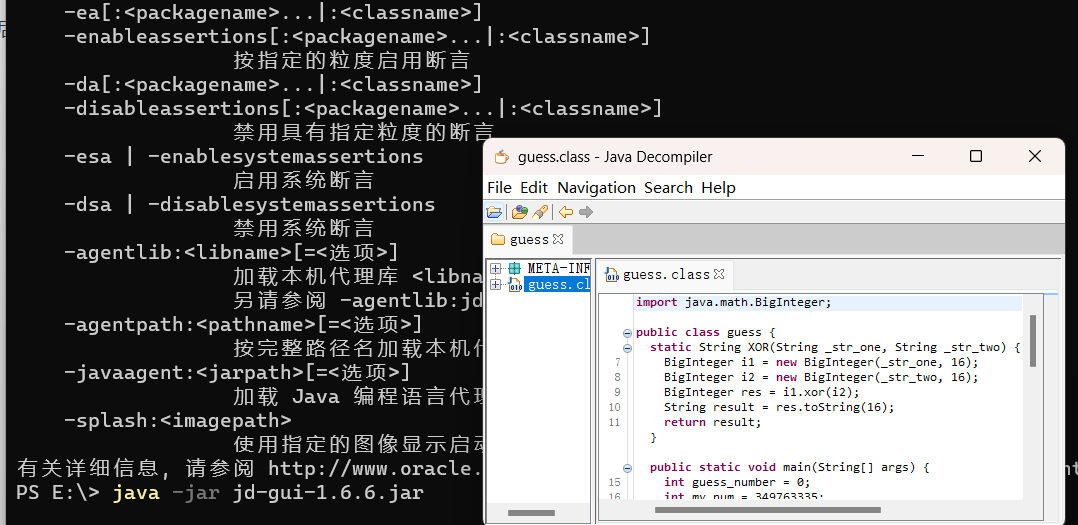 -ea[:<packagename>...|:<classname>]
-enableassertions[:<packagename>...|:<classname>]
按指定的粒度启用断言
-da[:<packagename>...|:<classname>]
-disableassertions[:<packagename>...|:<classname>]
禁用具有指定粒度的断言
-esa | -enablesystemassertions
启用系统断言
-dsa | -disablesystemassertions
禁用系统断言
-agentlib:<libname>[=<选项>]
加载本机代理库 <libna
另请参阅 -agentlib:jd
-agentpath:<pathname>[=<选项>]
按完整路径名加载本机代
-javaagent:<jarpath>[=<选项>]
加载 Java 编程语言代理
-splash:<imagepath>
使用指定的图像显示启动
有关详细信息, 请参阅 http://www.oracle.
PS E:\> java -jar jd-gui-1.6.6.jar
guess.class - Java Decompiler
File Edit Navigation Search Help
guess
META-INF
guess.cl
guess.class
import java.math.BigInteger;
public class guess {
static String XOR(String _str_one, String _str_two) {
7 BigInteger i1 = new BigInteger(_str_one, 16);
8 BigInteger i2 = new BigInteger(_str_two, 16);
9 BigInteger res = i1.xor(i2);
10 String result = res.toString(16);
11 return result;
}
public static void main(String[] args) {
15 int guess_number = 0;
16 int my_num = 349763335;